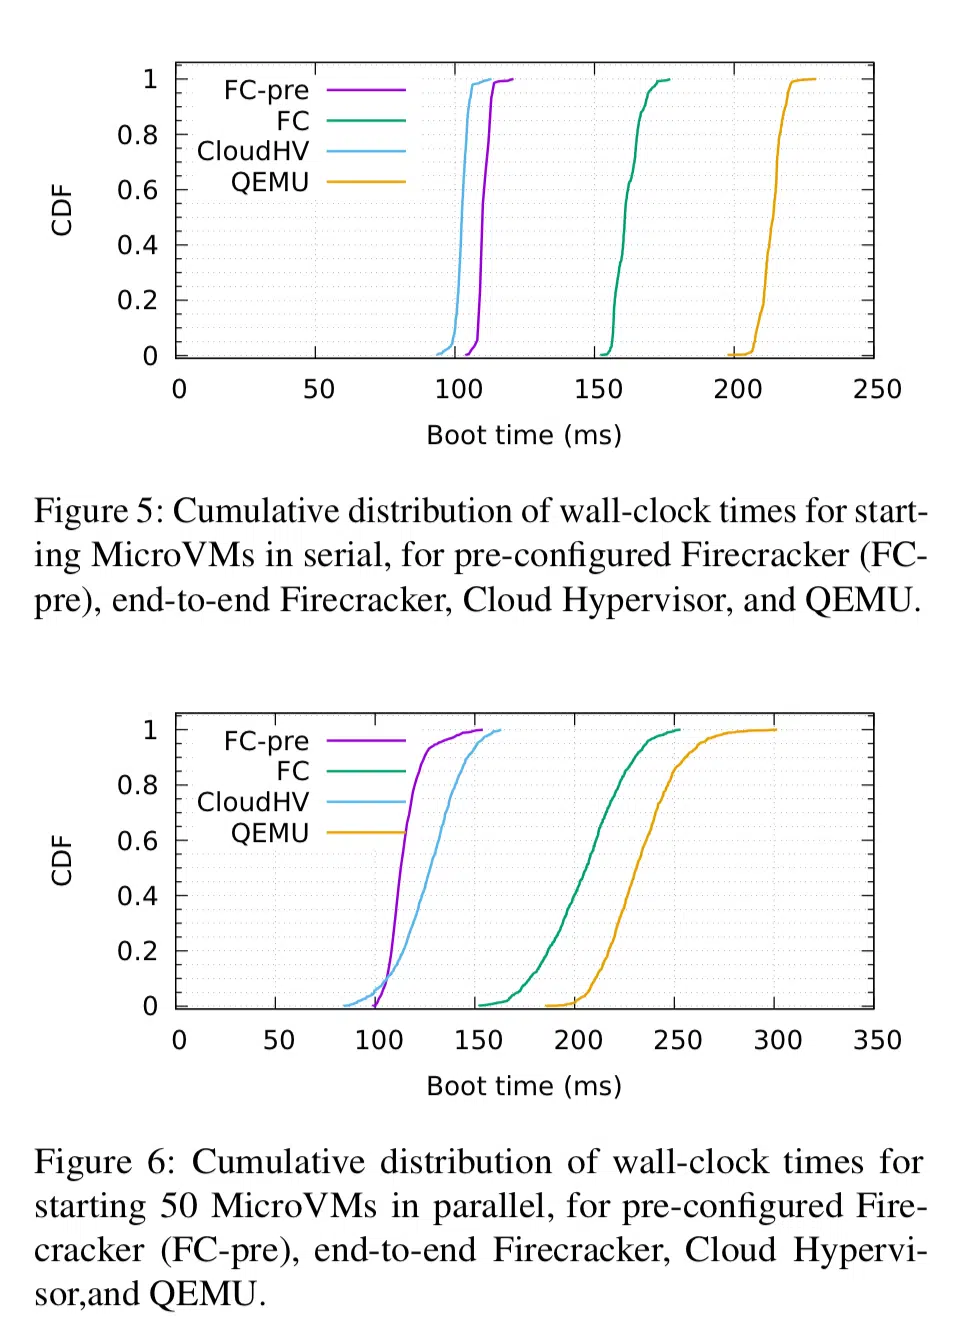 1
0.8
0.6
0.4
0.2
0
CDF
FC-pre
FC
CloudHV
QEMU
0 50 100 150 200 250
Boot time (ms)
Figure 5: Cumulative distribution of wall-clock times for start-
ing MicroVMs in serial, for pre-configured Firecracker (FC-
pre), end-to-end Firecracker, Cloud Hypervisor, and QEMU.
1
0.8
0.6
0.4
0.2
0
CDF
FC-pre
FC
CloudHV
QEMU
0 50 100 150 200 250 300 350
Boot time (ms)
Figure 6: Cumulative distribution of wall-clock times for
starting 50 MicroVMs in parallel, for pre-configured Fire-
cracker (FC-pre), end-to-end Firecracker, Cloud Hypervi-
sor,and QEMU.